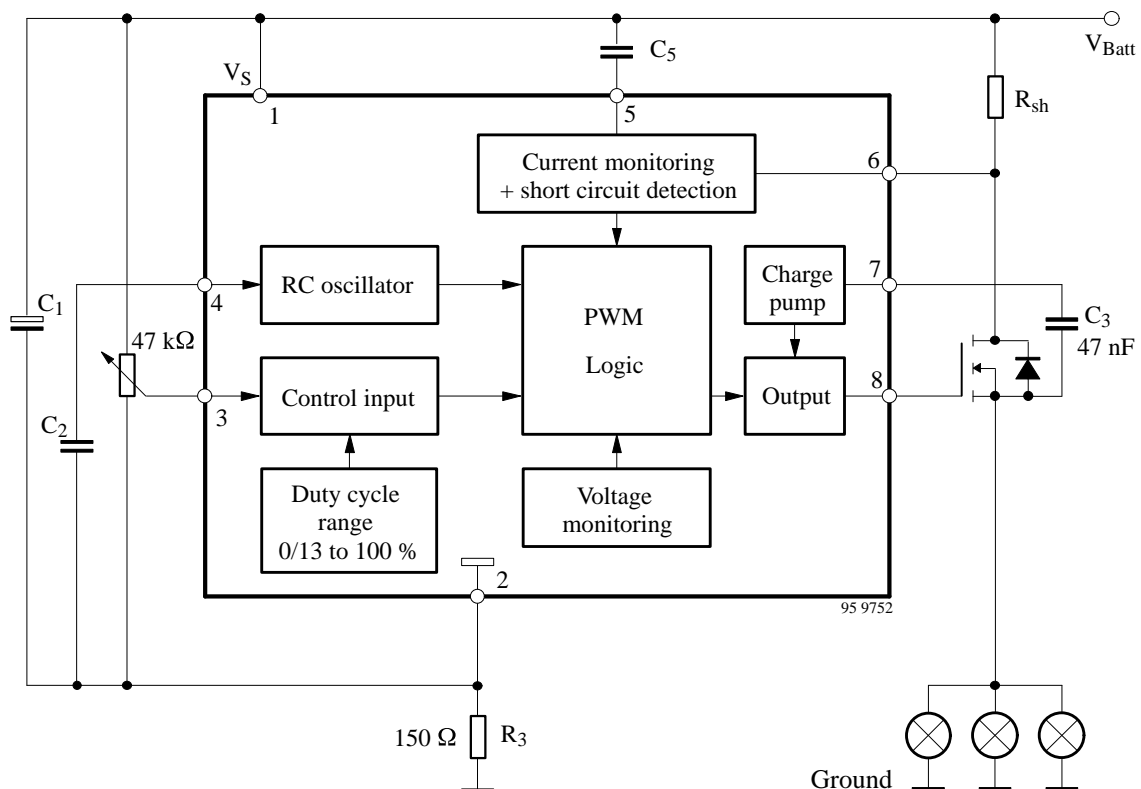 V_Batt
V_S
C_5
1
5
R_sh
Current monitoring
+ short circuit detection
6
C_1
4
RC oscillator
PWM
Logic
Charge
pump
7
C_3
47 nF
47 kΩ
3
Control input
Output
8
C_2
Duty cycle
range
0/13 to 100 %
Voltage
monitoring
2
95 9752
150 Ω
R_3
Ground